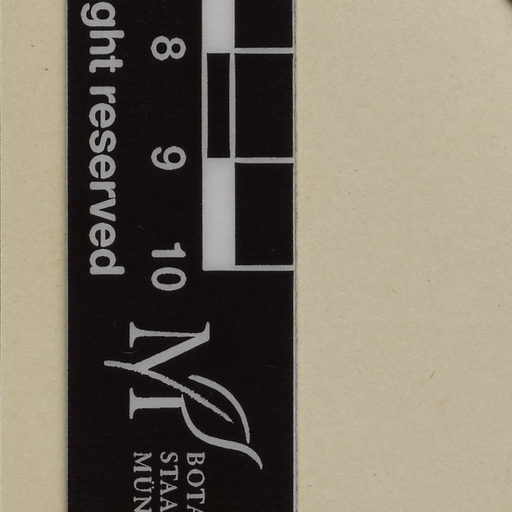 ght reserved
8
9
10
M
BOTA
STAA
MÜN